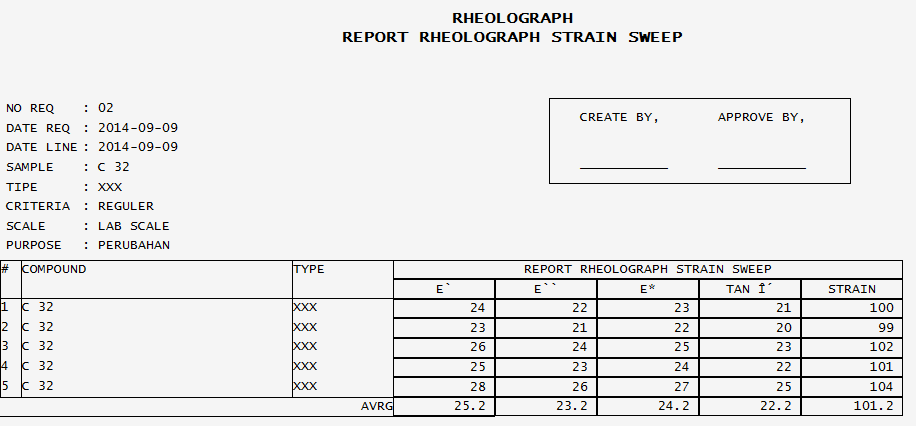 RHEOLOGRAPH
REPORT RHEOLOGRAPH STRAIN SWEEP
NO REQ : 02
DATE REQ : 2014-09-09
DATE LINE : 2014-09-09
SAMPLE : C 32
TIPE : XXX
CRITERIA : REGULER
SCALE : LAB SCALE
PURPOSE : PERUBAHAN
CREATE BY, APPROVE BY,
# COMPOUND TYPE REPORT RHEOLOGRAPH STRAIN SWEEP
E` E`` E* TAN Î´ STRAIN
1 C 32 XXX 24 22 23 21 100
2 C 32 XXX 23 21 22 20 99
3 C 32 XXX 26 24 25 23 102
4 C 32 XXX 25 23 24 22 101
5 C 32 XXX 28 26 27 25 104
AVRG 25.2 23.2 24.2 22.2 101.2